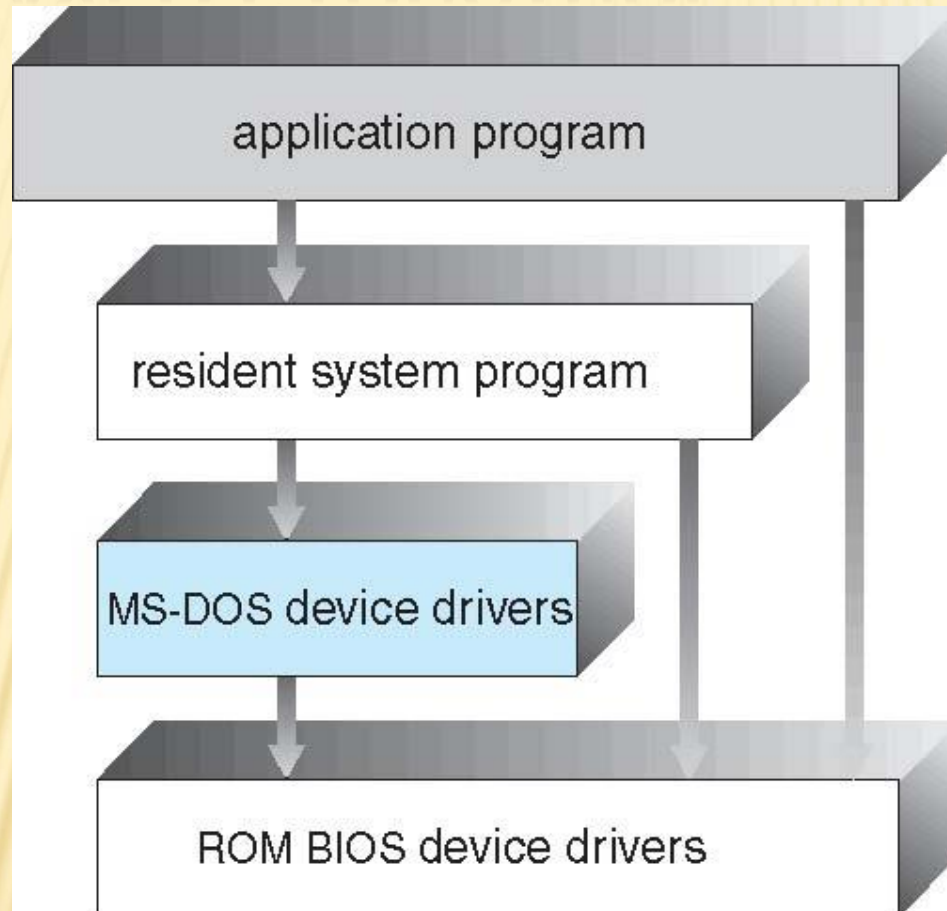 application program
resident system program
MS-DOS device drivers
ROM BIOS device drivers